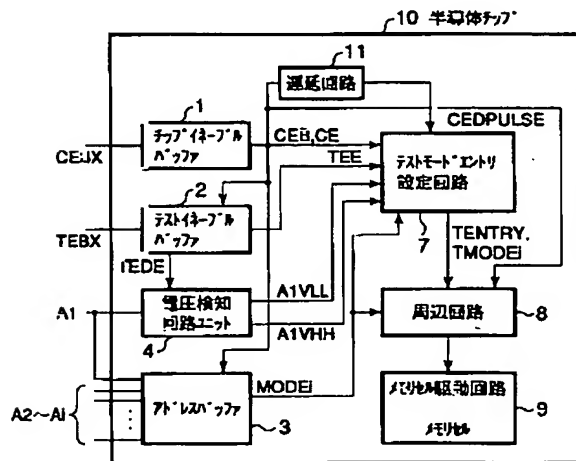 10 半導体チップ
11
遅延回路
1
チップイネーブル
バッファ
CEB,CE
CEDPULSE
CEBX
TEE
テストモードエントリ
設定回路
2
テストイネーブル
バッファ
TEBX
7
TENTRY,
TMODEi
TEDE
A1
電圧検知
回路ユニット
A1VLL
4
A1VHH
周辺回路
8
MODEi
A2~Ai
アドレスバッファ
3
メモリセル駆動回路
メモリセル
9